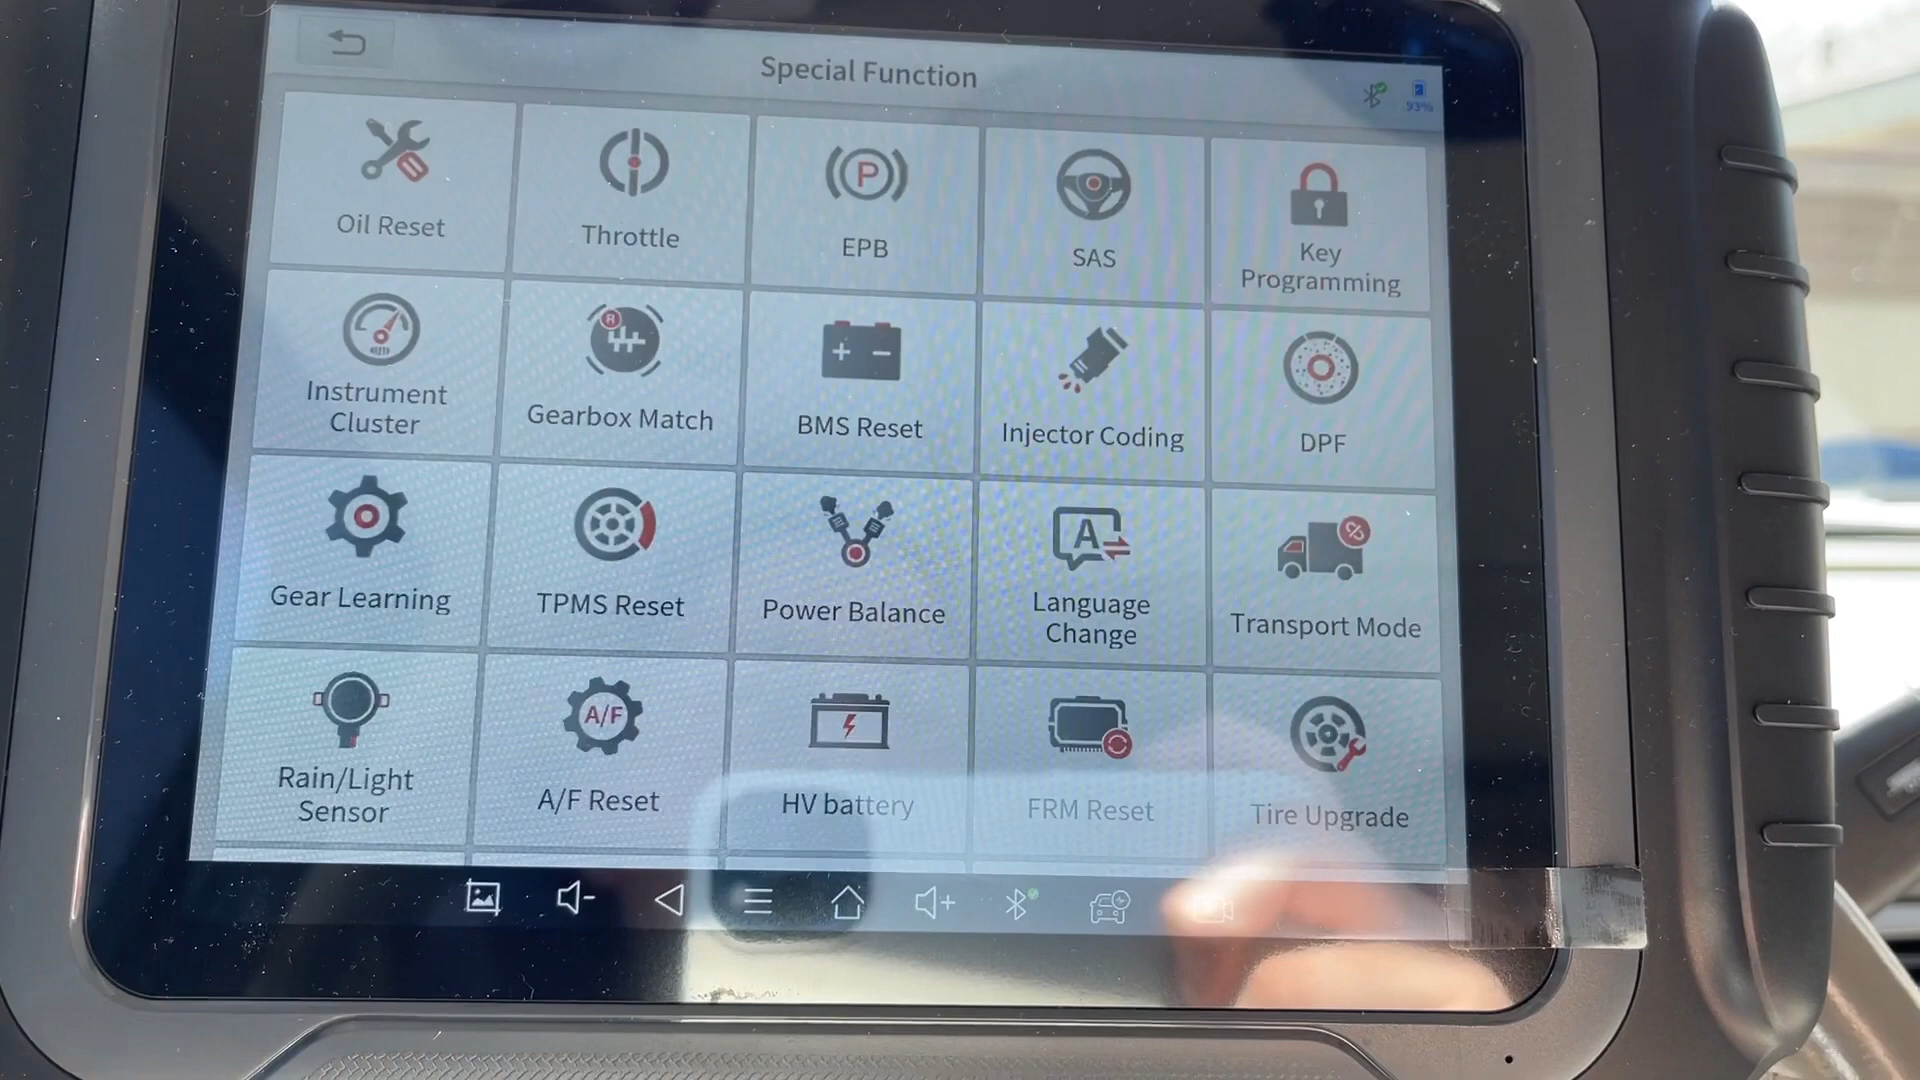 Special Function
93%
Oil Reset
Throttle
EPB
SAS
Key
Programming
Instrument
Cluster
Gearbox Match
BMS Reset
Injector Coding
DPF
Gear Learning
TPMS Reset
Power Balance
Language
Change
Transport Mode
Rain/Light
Sensor
A/F Reset
HV battery
FRM Reset
Tire Upgrade
P
R
A
A/F